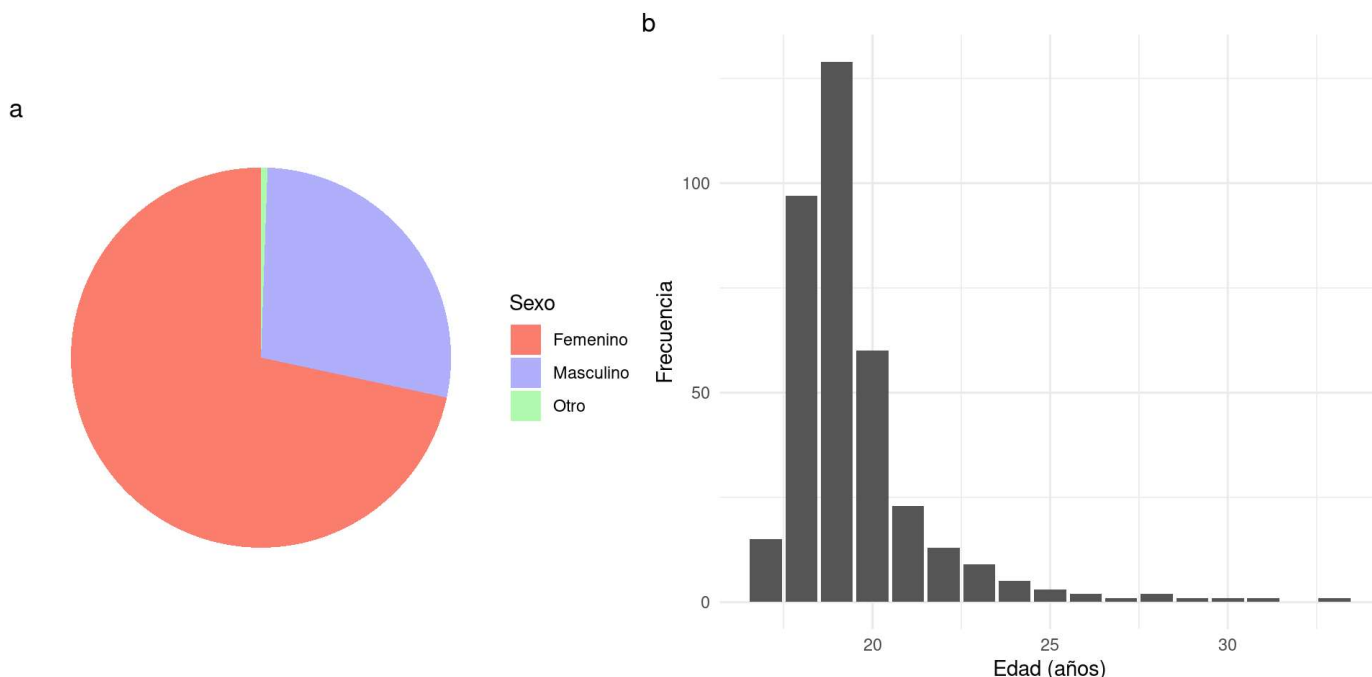 a
Sexo
Femenino
Masculino
Otro
b
Frecuencia
100
50
0
20
25
30
Edad (años)